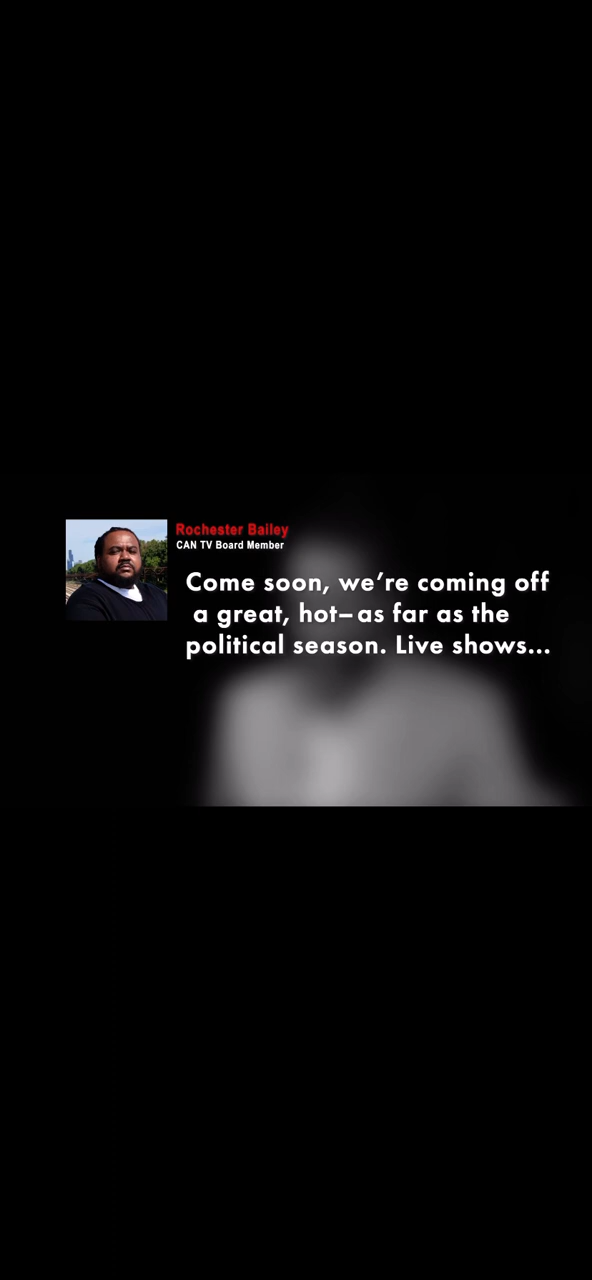 Rochester Bailey
CAN TV Board Member
Come soon, we’re coming off
a great, hot–as far as the
political season. Live shows...